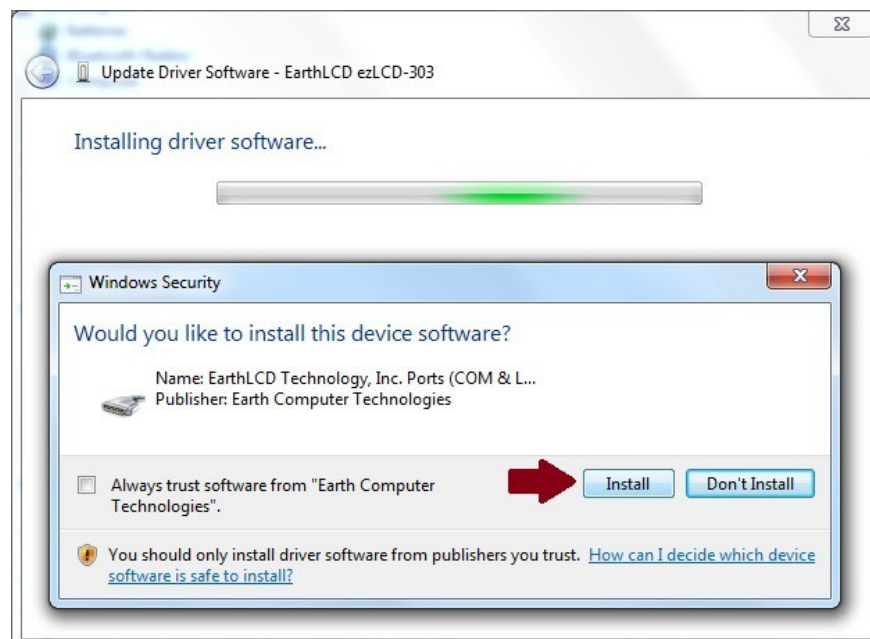 Update Driver Software - EarthLCD ezLCD-303
Installing driver software...
Windows Security
Would you like to install this device software?
Name: EarthLCD Technology, Inc. Ports (COM & L...
Publisher: Earth Computer Technologies
Always trust software from "Earth Computer
Technologies".
Install
Don't Install
You should only install driver software from publishers you trust. How can I decide which device
software is safe to install?